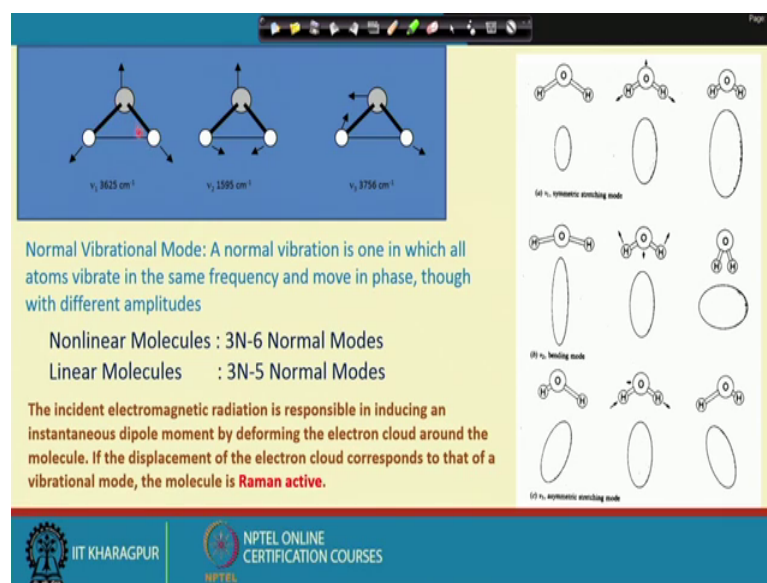 Page
ν₁ 3625 cm⁻¹
ν₂ 1595 cm⁻¹
ν₃ 3756 cm⁻¹
Normal Vibrational Mode: A normal vibration is one in which all
atoms vibrate in the same frequency and move in phase, though
with different amplitudes
Nonlinear Molecules : 3N-6 Normal Modes
Linear Molecules : 3N-5 Normal Modes
The incident electromagnetic radiation is responsible in inducing an
instantaneous dipole moment by deforming the electron cloud around the
molecule. If the displacement of the electron cloud corresponds to that of a
vibrational mode, the molecule is Raman active.
O O O
H H H H H H
(a) ν₁, symmetric stretching mode
O O O
H H H H H H
(b) ν₂, bending mode
O O O
H H H H H H
(c) ν₃, asymmetric stretching mode
IIT KHARAGPUR
NPTEL
NPTEL ONLINE
CERTIFICATION COURSES